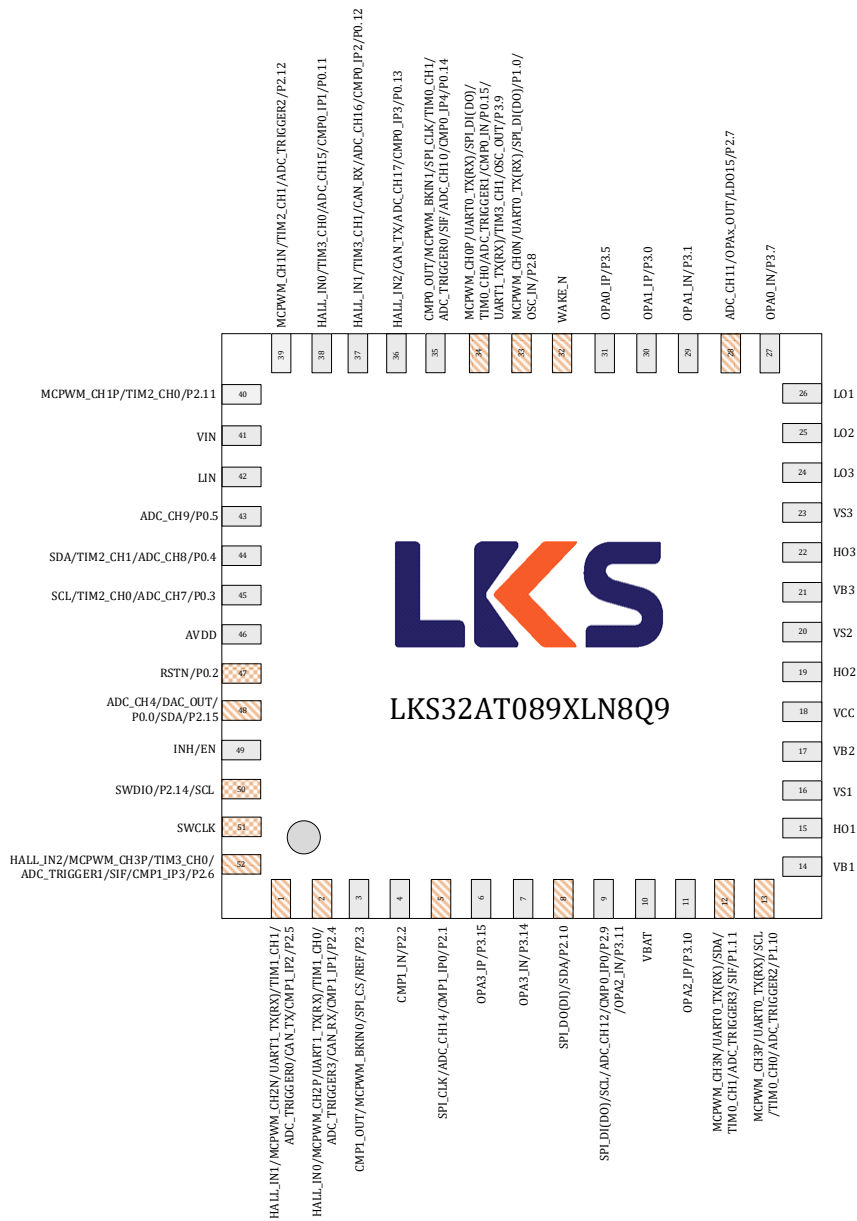 MCPWM_CH1N/TIM2_CH1/ADC_TRIGGER2/P2.12
HALL_IN0/TIM3_CH0/ADC_CH15/CMP0_IP1/P0.11
HALL_IN1/TIM3_CH1/CAN_RX/ADC_CH16/CMP0_IP2/P0.12
HALL_IN2/CAN_TX/ADC_CH17/CMP0_IP3/P0.13
CMP0_OUT/MCPWM_BKIN1/SPI_CLK/TIM0_CH1/
ADC_TRIGGER0/SIF/ADC_CH10/CMP0_IP4/P0.14
MCPWM_CH0P/UART0_TX(RX)/SPI_DI(DO)/
TIM0_CH0/ADC_TRIGGER1/CMP0_IN/P0.15/
UART1_TX(RX)/TIM3_CH1/OSC_OUT/P3.9
MCPWM_CH0N/UART0_TX(RX)/SPI_DI(DO)/P1.0/
OSC_IN/P2.8
WAKE_N
OPA0_IP/P3.5
OPA1_IP/P3.0
OPA1_IN/P3.1
ADC_CH11/OPAx_OUT/LDO15/P2.7
OPA0_IN/P3.7
39
38
37
36
35
34
33
32
31
30
29
28
27
MCPWM_CH1P/TIM2_CH0/P2.11
40
VIN
41
LIN
42
ADC_CH9/P0.5
43
SDA/TIM2_CH1/ADC_CH8/P0.4
44
SCL/TIM2_CH0/ADC_CH7/P0.3
45
AVDD
46
RSTN/P0.2
47
ADC_CH4/DAC_OUT/
P0.0/SDA/P2.15
48
INH/EN
49
SWDIO/P2.14/SCL
50
SWCLK
51
HALL_IN2/MCPWM_CH3P/TIM3_CH0/
ADC_TRIGGER1/SIF/CMP1_IP3/P2.6
52
LKS
LKS32AT089XLN8Q9
26
LO1
25
LO2
24
LO3
23
VS3
22
HO3
21
VB3
20
VS2
19
HO2
18
VCC
17
VB2
16
VS1
15
HO1
14
VB1
1
2
3
4
5
6
7
8
9
10
11
12
13
HALL_IN1/MCPWM_CH2N/UART1_TX(RX)/TIM1_CH1/
ADC_TRIGGER0/CAN_TX/CMP1_IP2/P2.5
HALL_IN0/MCPWM_CH2P/UART1_TX(RX)/TIM1_CH0/
ADC_TRIGGER3/CAN_RX/CMP1_IP1/P2.4
CMP1_OUT/MCPWM_BKIN0/SPI_CS/REF/P2.3
CMP1_IN/P2.2
SPI_CLK/ADC_CH14/CMP1_IP0/P2.1
OPA3_IP/P3.15
OPA3_IN/P3.14
SPI_DO(DI)/SDA/P2.10
SPI_DI(DO)/SCL/ADC_CH12/CMP0_IP0/P2.9
/OPA2_IN/P3.11
VBAT
OPA2_IP/P3.10
MCPWM_CH3N/UART0_TX(RX)/SDA/
TIM0_CH1/ADC_TRIGGER3/SIF/P1.11
MCPWM_CH3P/UART0_TX(RX)/SCL
/TIM0_CH0/ADC_TRIGGER2/P1.10